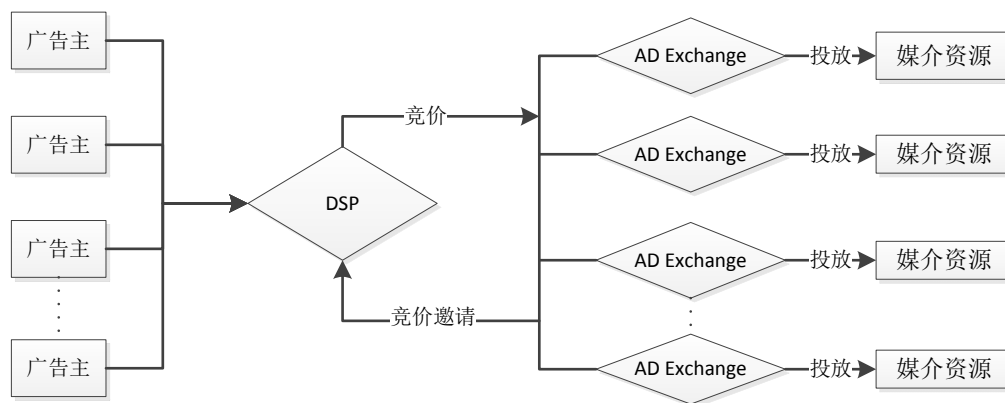 广告主
广告主
广告主
广告主
DSP
竞价
竞价邀请
AD Exchange
投放
媒介资源
AD Exchange
投放
媒介资源
AD Exchange
投放
媒介资源
AD Exchange
投放
媒介资源